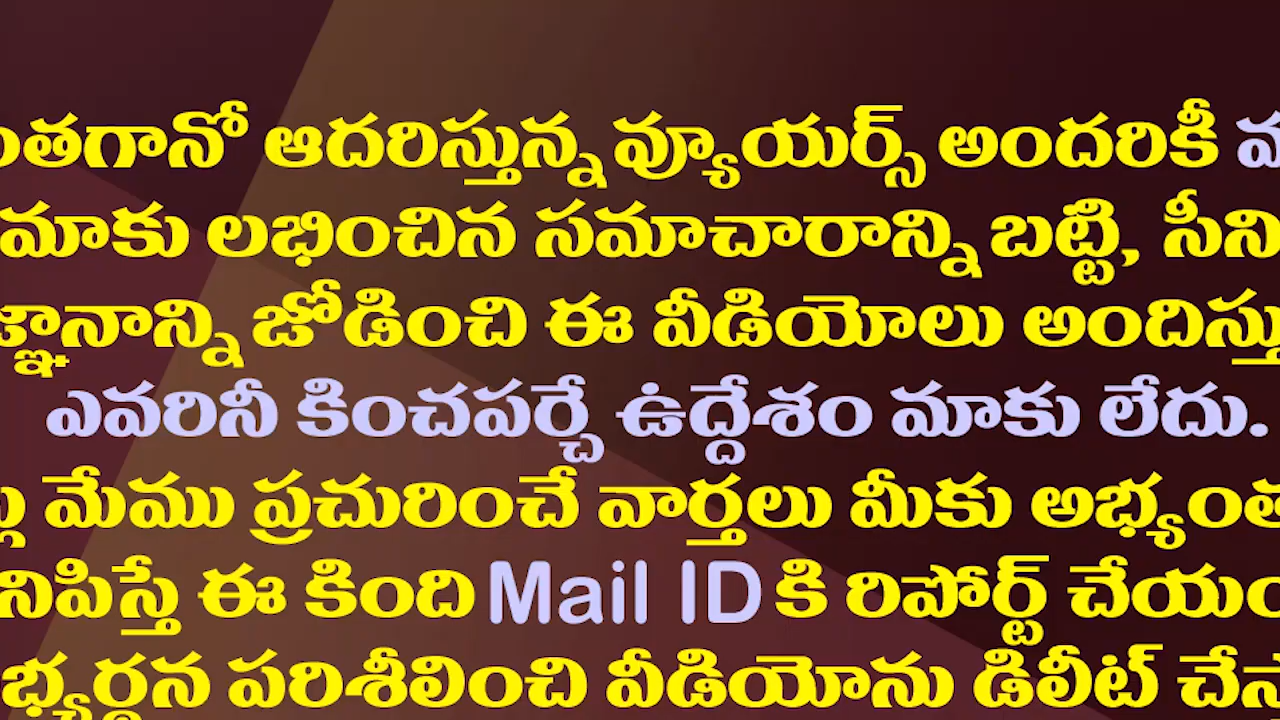 ఆదరిస్తున్న వ్యూయర్స్ అందరికీ
మాకు లభించిన సమాచారాన్ని బట్టి,
జోడించి ఈ వీడియోలు
ఎవరినీ కించపర్చే ఉద్దేశం మాకు లేదు.
మేము ప్రచురించే వార్తలు మీకు
ఈ కింది Mail ID కి రిపోర్ట్
పరిశీలించి వీడియోను డిలీట్